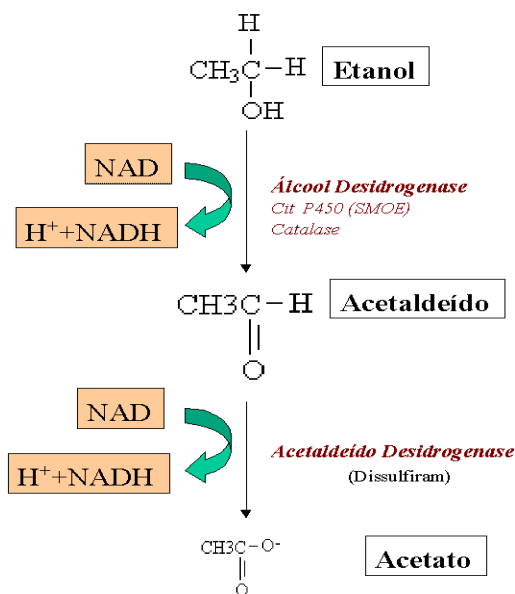 H
CH₃C–H
OH
Etanol
NAD
H⁺+NADH
Álcool Desidrogenase
Cit P450 (SMOE)
Catalase
CH3C–H
O
Acetaldeído
NAD
H⁺+NADH
Acetaldeído Desidrogenase
(Dissulfiram)
CH3C–O⁻
O
Acetato